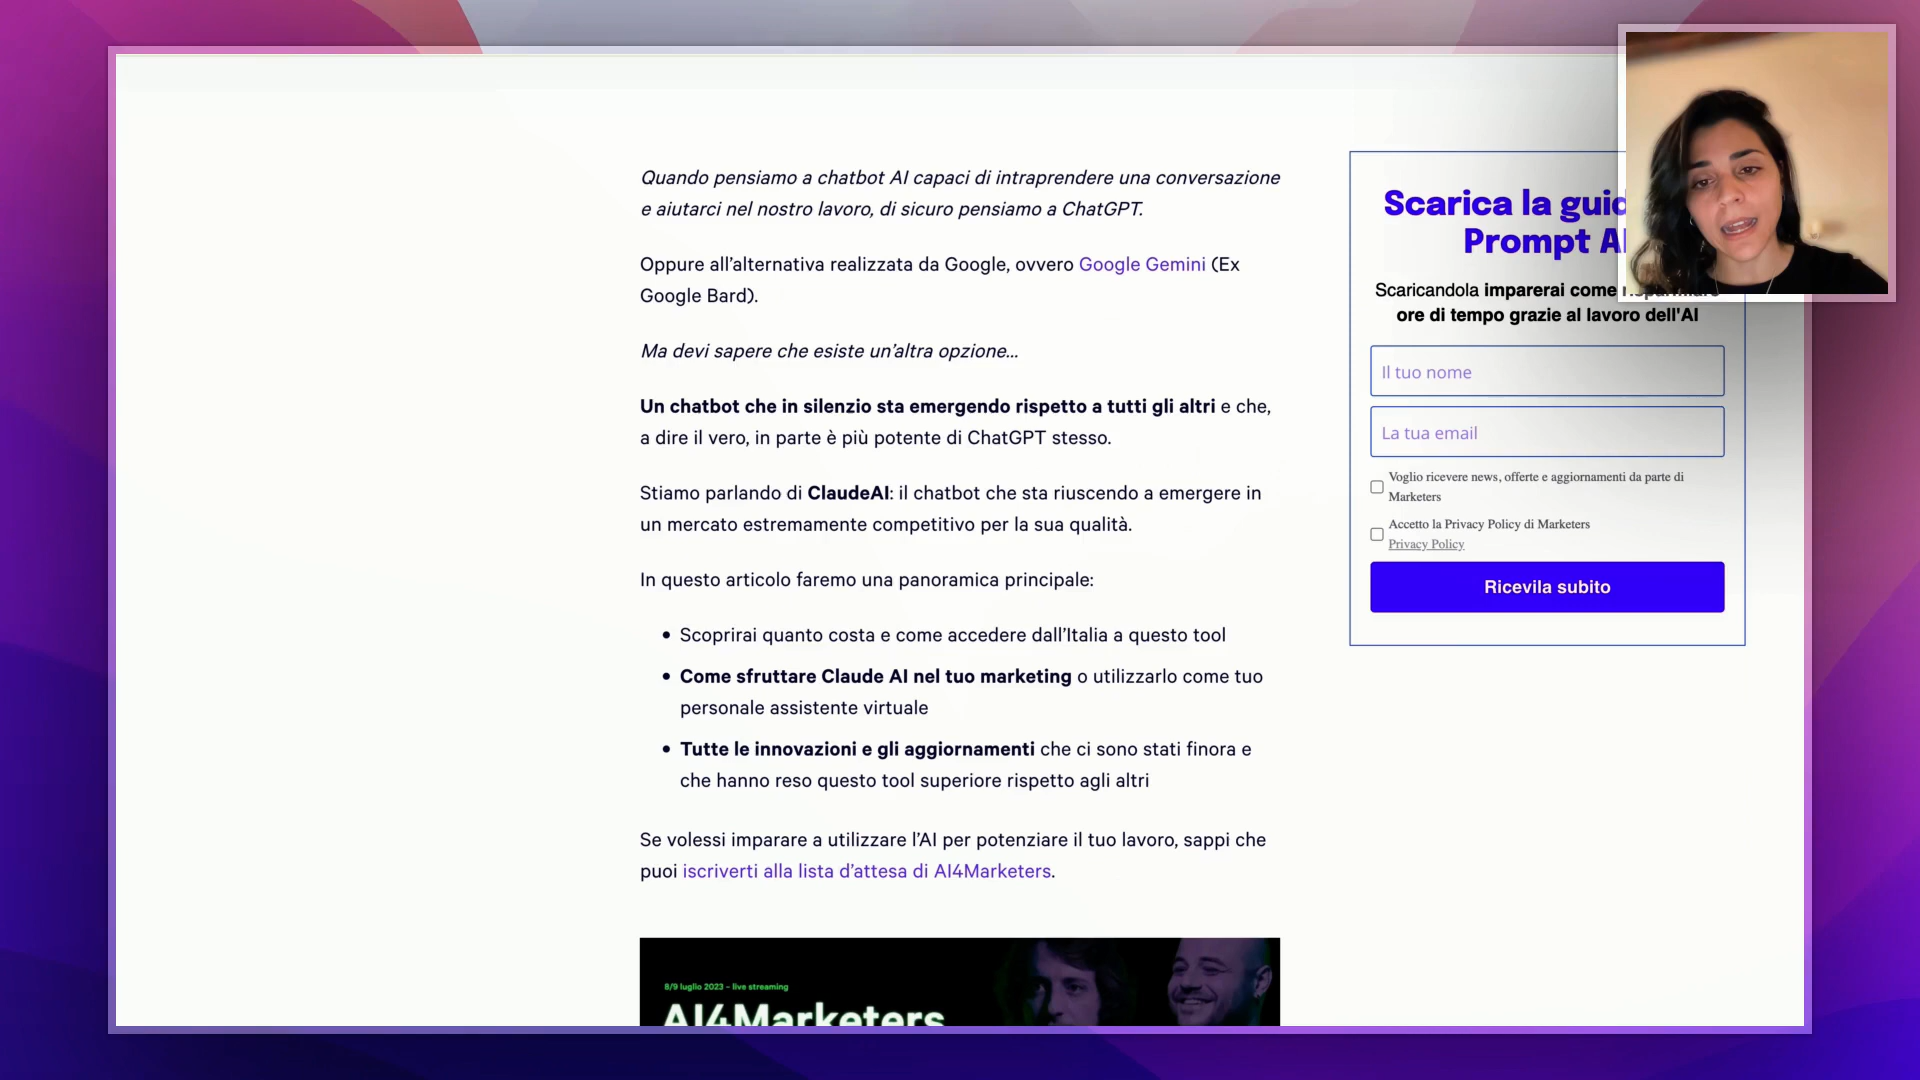 Quando pensiamo a chatbot AI capaci di intraprendere una conversazione
e aiutarci nel nostro lavoro, di sicuro pensiamo a ChatGPT.
Oppure all’alternativa realizzata da Google, ovvero Google Gemini (Ex
Google Bard).
Ma devi sapere che esiste un’altra opzione…
Un chatbot che in silenzio sta emergendo rispetto a tutti gli altri e che,
a dire il vero, in parte è più potente di ChatGPT stesso.
Stiamo parlando di ClaudeAI: il chatbot che sta riuscendo a emergere in
un mercato estremamente competitivo per la sua qualità.
In questo articolo faremo una panoramica principale:
• Scoprirai quanto costa e come accedere dall’Italia a questo tool
• Come sfruttare Claude AI nel tuo marketing o utilizzarlo come tuo
personale assistente virtuale
• Tutte le innovazioni e gli aggiornamenti che ci sono stati finora e
che hanno reso questo tool superiore rispetto agli altri
Se volessi imparare a utilizzare l’AI per potenziare il tuo lavoro, sappi che
puoi iscriverti alla lista d’attesa di AI4Marketers.
8/9 luglio 2023 – live streaming
AI4Marketers
Scarica la
Prompt
Scaricandola imparerai come
ore di tempo grazie al lavoro dell'AI
Il tuo nome
La tua email
Voglio ricevere news, offerte e aggiornamenti da parte di
Marketers
Accetto la Privacy Policy di Marketers
Privacy Policy
Ricevila subito